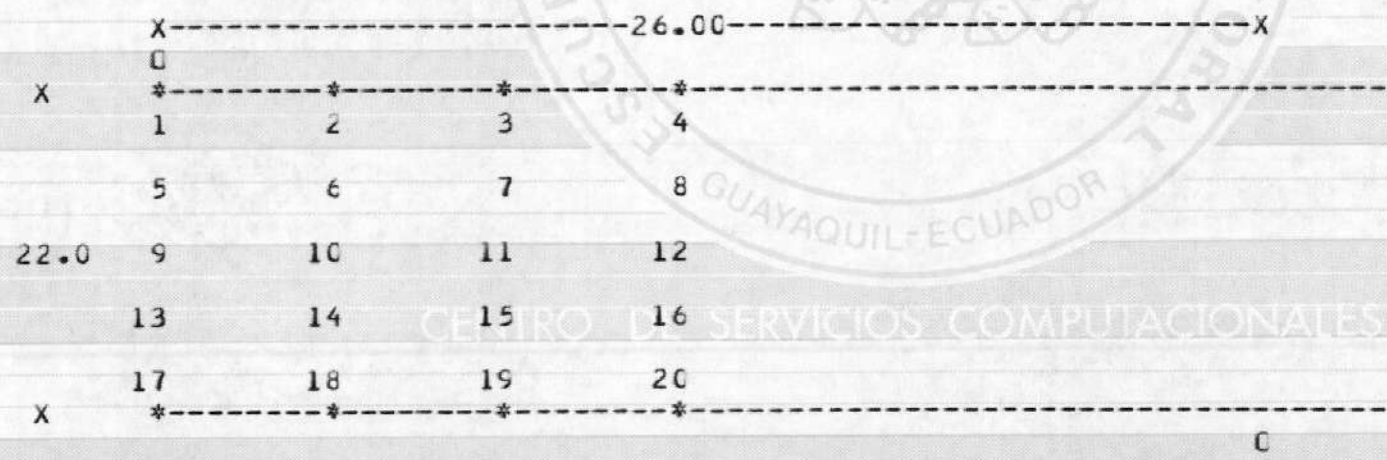 X---------------------------26.00------------------------------X
0
X *---------*---------*---------*----------------------------------------
1 2 3 4
5 6 7 8
GUAYAQUIL-ECUADOR
22.0 9 10 11 12
13 14 15 16
CENTRO DE SERVICIOS COMPUTACIONALES
17 18 19 20
X *---------*---------*---------*----------------------------------------
0